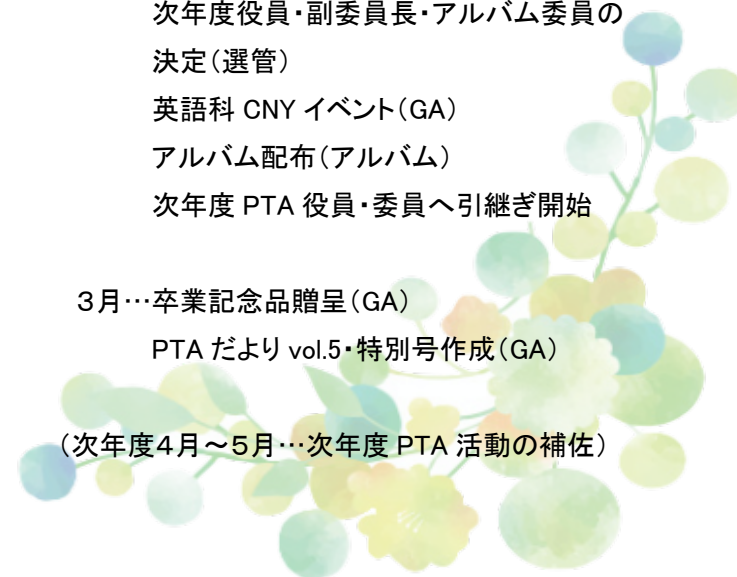 次年度役員・副委員長・アルバム委員の
決定（選管）
英語科 CNY イベント（GA）
アルバム配布（アルバム）
次年度 PTA 役員・委員へ引継ぎ開始
３月…卒業記念品贈呈（GA）
PTA だより vol.5・特別号作成（GA）
（次年度４月～５月…次年度 PTA 活動の補佐）